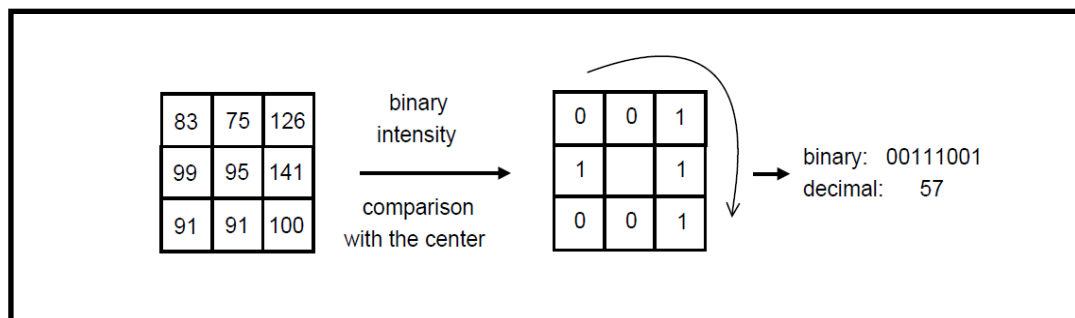 83 75 126
99 95 141
91 91 100
binary
intensity
comparison
with the center
0 0 1
1 1
0 0 1
binary: 00111001
decimal: 57